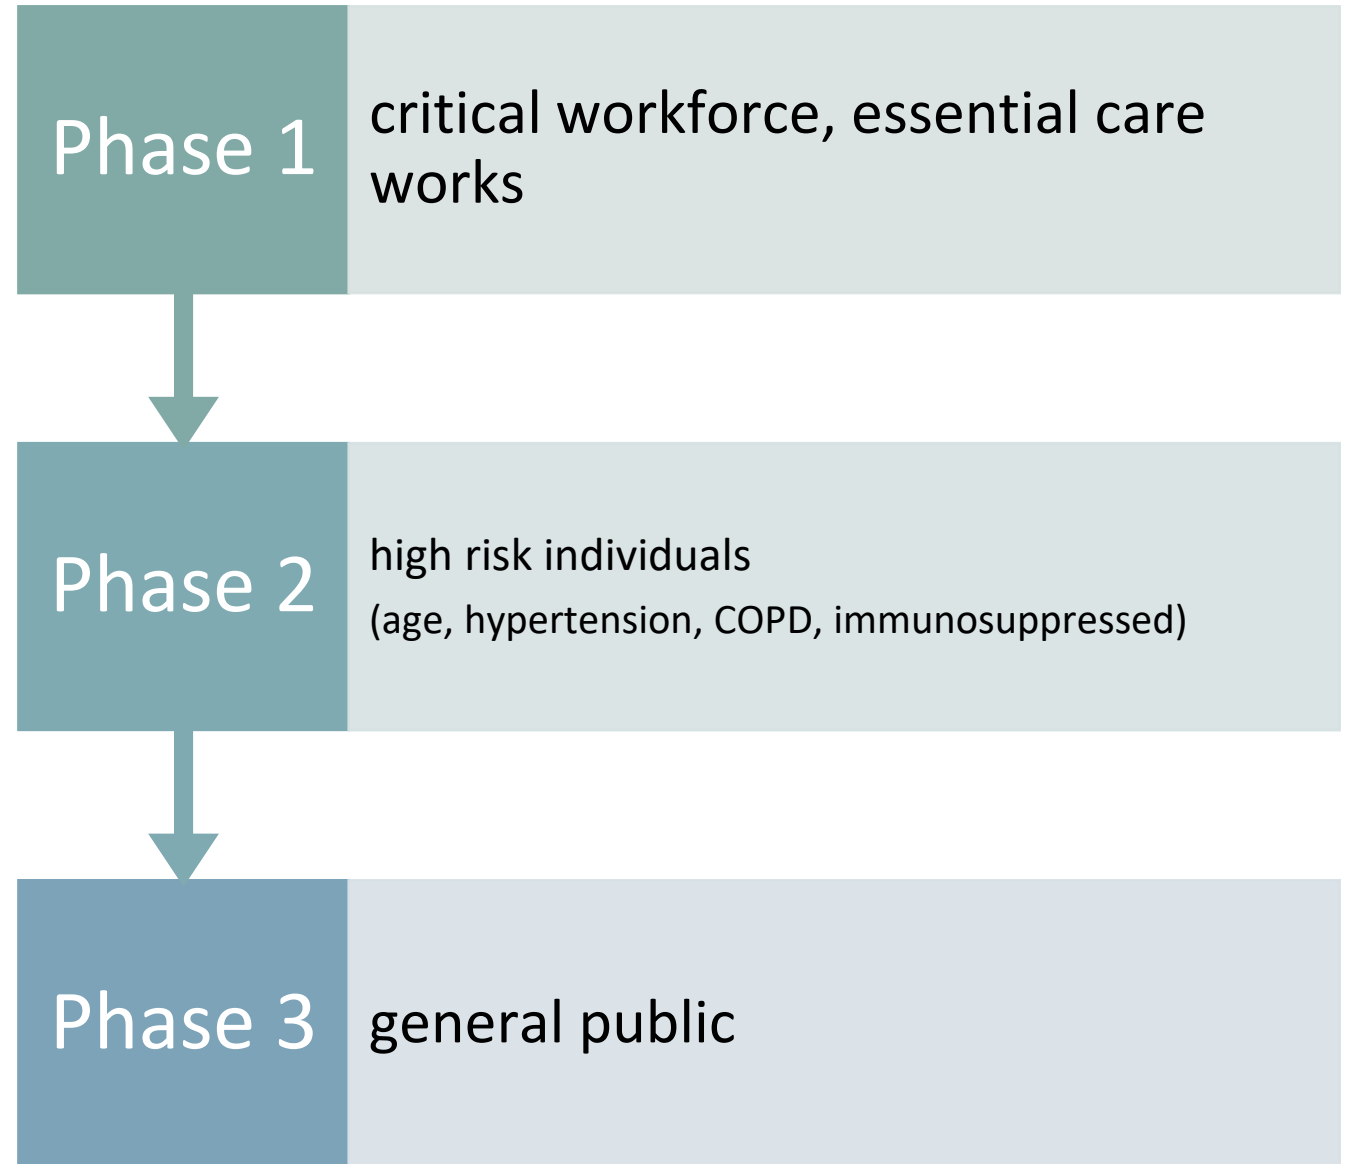 Phase 1
critical workforce, essential care
works
Phase 2
high risk individuals
(age, hypertension, COPD, immunosuppressed)
Phase 3
general public